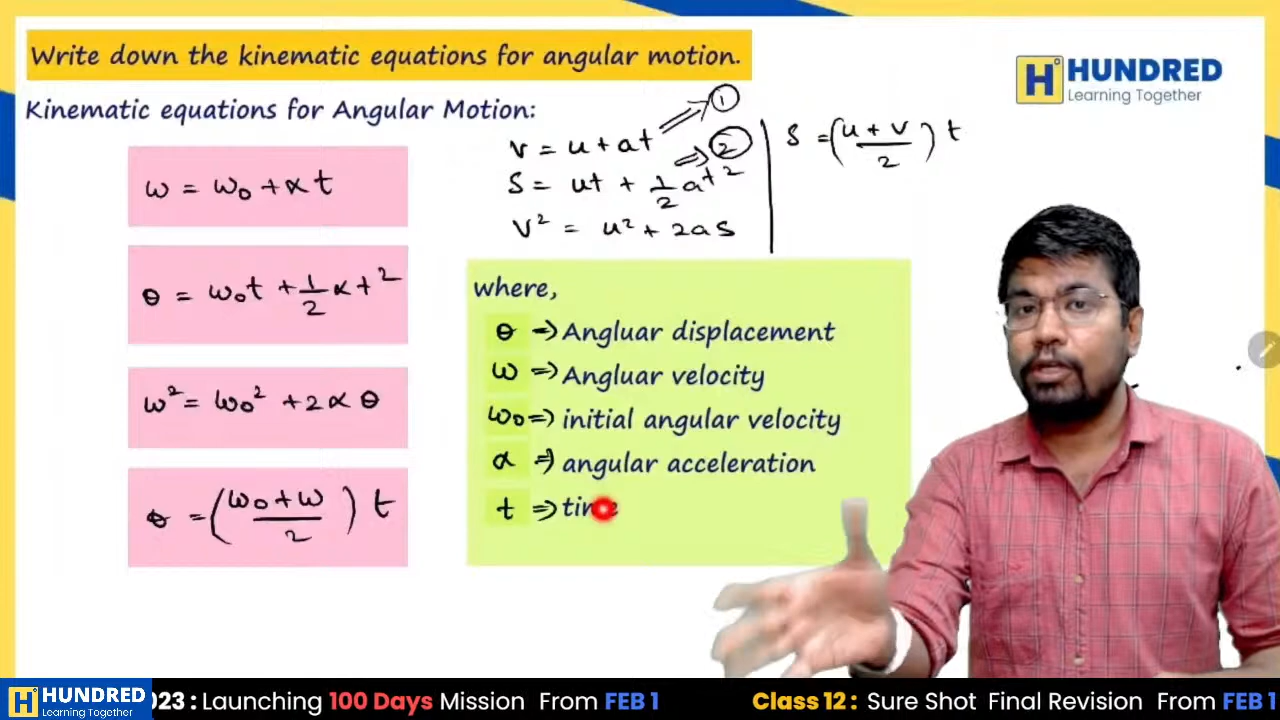 Write down the kinematic equations for angular motion.
HUNDRED
Learning Together
Kinematic equations for Angular Motion:
v = u + at ⇒ ①
s = ut + 1/2 at² ⇒ ②
v² = u² + 2as
s = (u + v / 2) t
ω = ω₀ + αt
θ = ω₀t + 1/2 αt²
ω² = ω₀² + 2αθ
θ = (ω₀ + ω / 2) t
where,
θ ⇒ Angluar displacement
ω ⇒ Angluar velocity
ω₀ ⇒ initial angular velocity
α ⇒ angular acceleration
t ⇒ time
HUNDRED
Learning Together
2023 : Launching 100 Days Mission From FEB 1 Class 12 : Sure Shot Final Revision From FEB 1